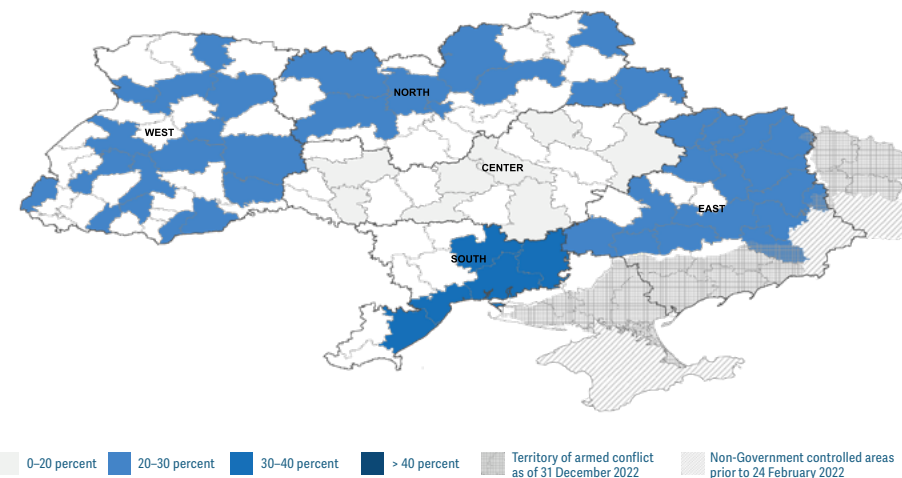 NORTH
WEST
CENTER
EAST
SOUTH
0–20 percent
20–30 percent
30–40 percent
> 40 percent
Territory of armed conflict
as of 31 December 2022
Non-Government controlled areas
prior to 24 February 2022